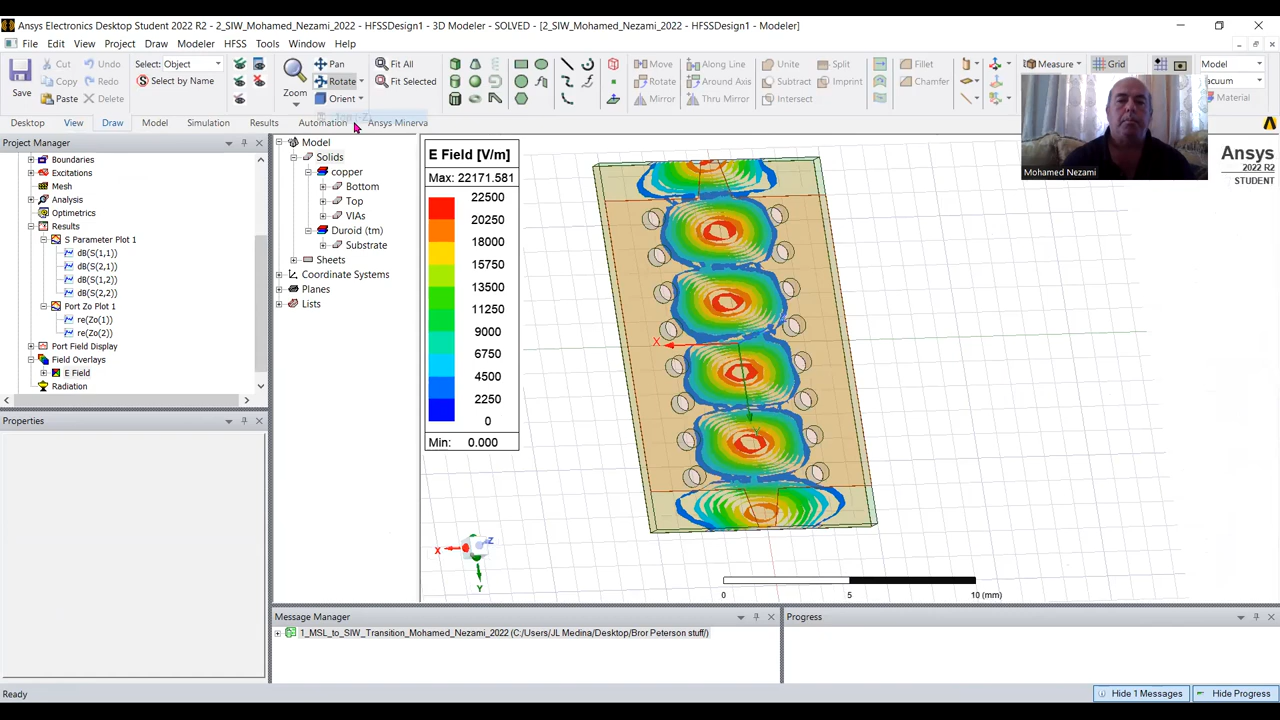 Ansys Electronics Desktop Student 2022 R2 - 2_SIW_Mohamed_Nezami_2022 - HFSSDesign1 - 3D Modeler - SOLVED - [2_SIW_Mohamed_Nezami_2022 - HFSSDesign1 - Modeler]
File Edit View Project Draw Modeler HFSS Tools Window Help
Save
Cut Undo
Copy Redo
Paste Delete
Select: Object
Select by Name
Zoom
Pan
Rotate
Orient
Fit All
Fit Selected
Move Along Line
Rotate Around Axis
Mirror Thru Mirror
Unite Split
Subtract Imprint
Intersect
Fillet
Chamfer
Measure Grid
Model
acuum
Material
Desktop View Draw Model Simulation Results Automation Ansys Minerva
Project Manager
Boundaries
Excitations
Mesh
Analysis
Optimetrics
Results
S Parameter Plot 1
dB(S(1,1))
dB(S(2,1))
dB(S(1,2))
dB(S(2,2))
Port Zo Plot 1
re(Zo(1))
re(Zo(2))
Port Field Display
Field Overlays
E Field
Radiation
Properties
Model
Solids
copper
Bottom
Top
VIAs
Duroid (tm)
Substrate
Sheets
Coordinate Systems
Planes
Lists
E Field [V/m]
Max: 22171.581
22500
20250
18000
15750
13500
11250
9000
6750
4500
2250
0
Min: 0.000
X
Y
X
Z
Y
0 5 10 (mm)
Mohamed Nezami
Ansys
2022 R2
STUDENT
Message Manager
1_MSL_to_SIW_Transition_Mohamed_Nezami_2022 (C:/Users/JL Medina/Desktop/Bror Peterson stuff/)
Progress
Ready
Hide 1 Messages Hide Progress